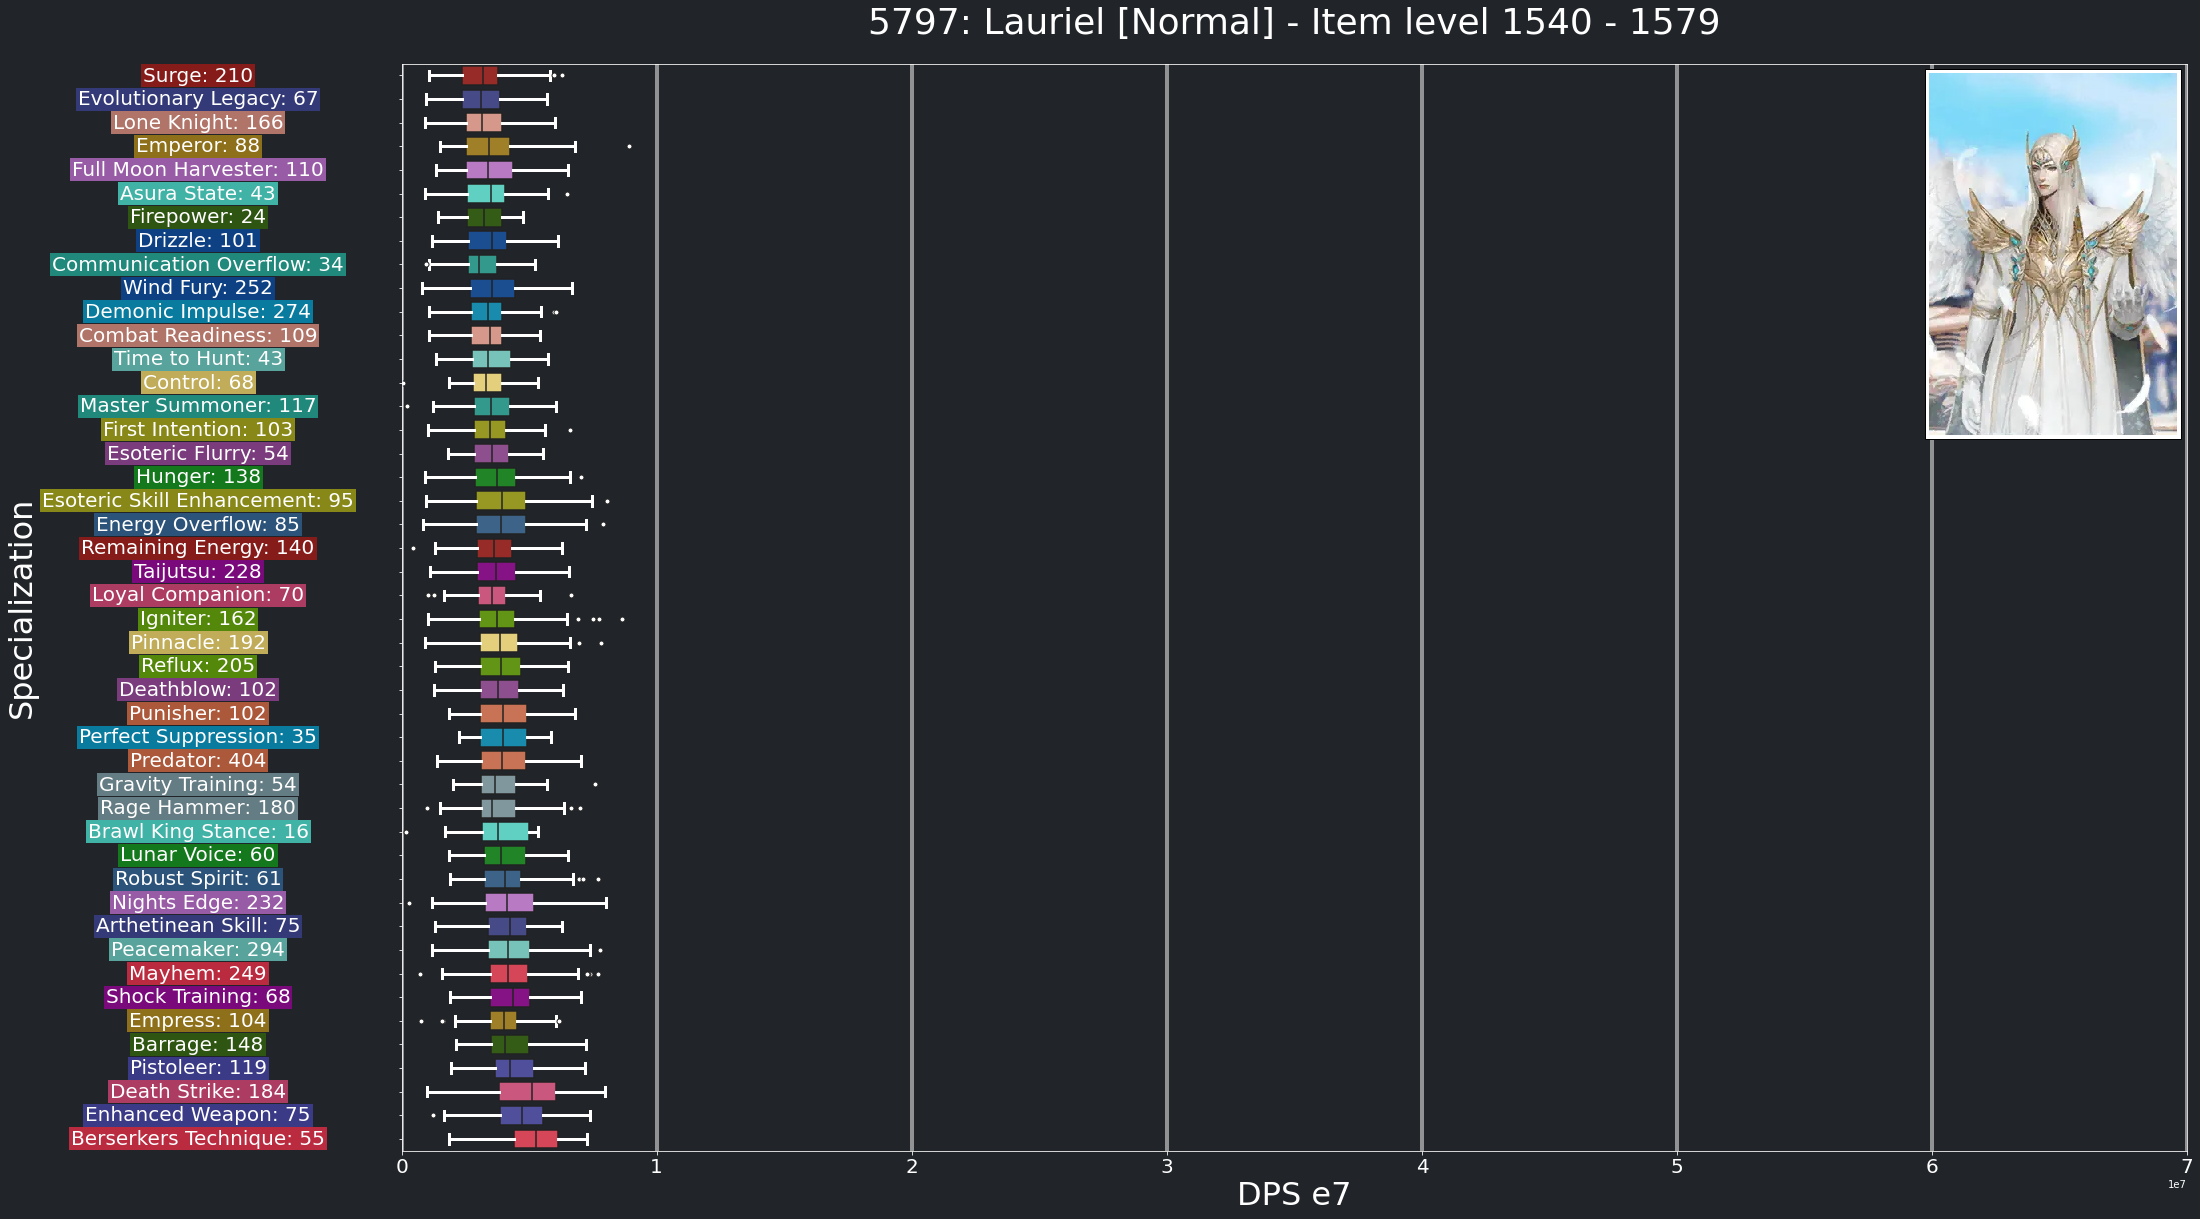 5797: Lauriel [Normal] - Item level 1540 - 1579
Surge: 210
Evolutionary Legacy: 67
Lone Knight: 166
Emperor: 88
Full Moon Harvester: 110
Asura State: 43
Firepower: 24
Drizzle: 101
Communication Overflow: 34
Wind Fury: 252
Demonic Impulse: 274
Combat Readiness: 109
Time to Hunt: 43
Control: 68
Master Summoner: 117
First Intention: 103
Esoteric Flurry: 54
Hunger: 138
Esoteric Skill Enhancement: 95
Energy Overflow: 85
Remaining Energy: 140
Taijutsu: 228
Loyal Companion: 70
Igniter: 162
Pinnacle: 192
Reflux: 205
Deathblow: 102
Punisher: 102
Perfect Suppression: 35
Predator: 404
Gravity Training: 54
Rage Hammer: 180
Brawl King Stance: 16
Lunar Voice: 60
Robust Spirit: 61
Nights Edge: 232
Arthetinean Skill: 75
Peacemaker: 294
Mayhem: 249
Shock Training: 68
Empress: 104
Barrage: 148
Pistoleer: 119
Death Strike: 184
Enhanced Weapon: 75
Berserkers Technique: 55
Specialization
0 1 2 3 4 5 6 7
1e7
DPS e7